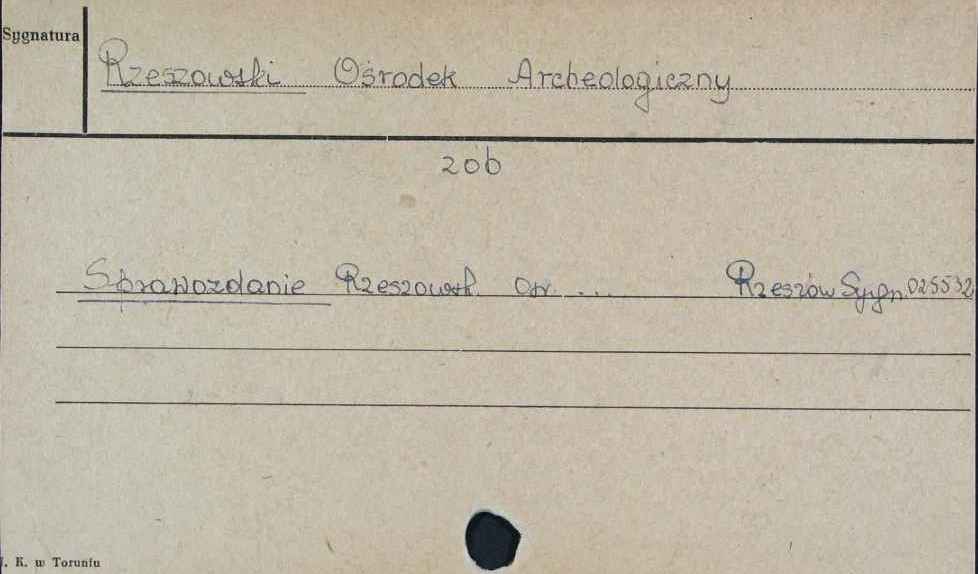 Sygnatura
Rzeszowski Ośrodek Archeologiczny
zob
Sprawozdanie Rzeszowsk. Ośr. ... Rzeszów Sygn. 025532
J. K. w Toruniu